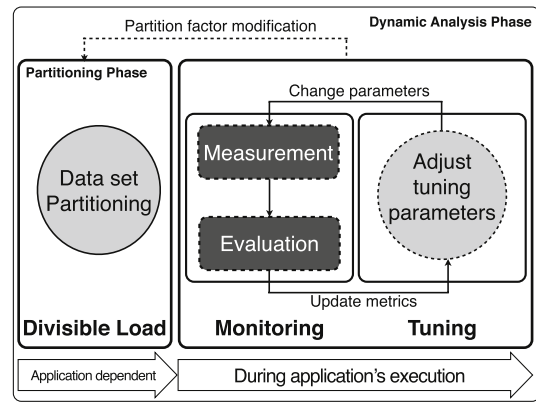 Partition factor modification
Dynamic Analysis Phase
Partitioning Phase
Data set
Partitioning
Divisible Load
Change parameters
Measurement
Evaluation
Adjust
tuning
parameters
Update metrics
Monitoring
Tuning
Application dependent
During application's execution